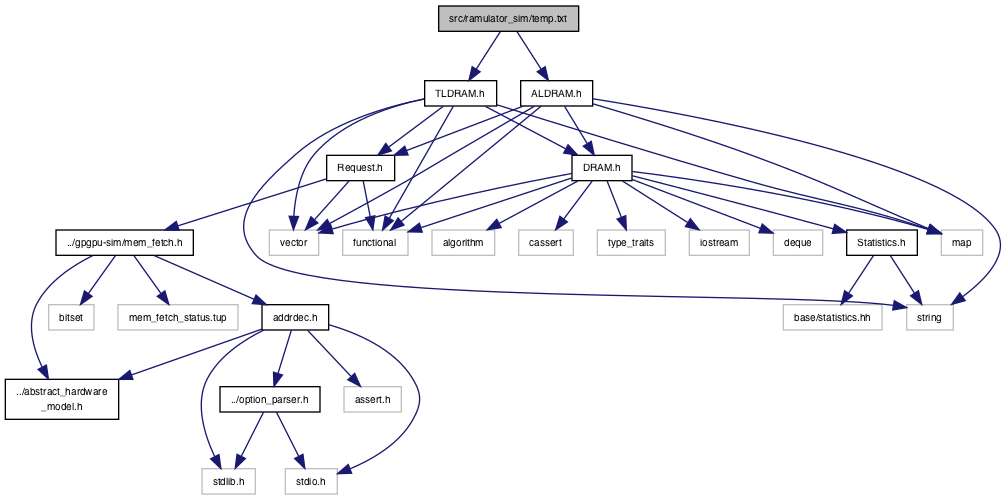 src/ramulator_sim/temp.txt
TLDRAM.h
ALDRAM.h
Request.h
DRAM.h
../gpgpu-sim/mem_fetch.h
vector
functional
algorithm
cassert
type_traits
iostream
deque
Statistics.h
map
bitset
mem_fetch_status.tup
addrdec.h
base/statistics.hh
string
../abstract_hardware
_model.h
../option_parser.h
assert.h
stdlib.h
stdio.h